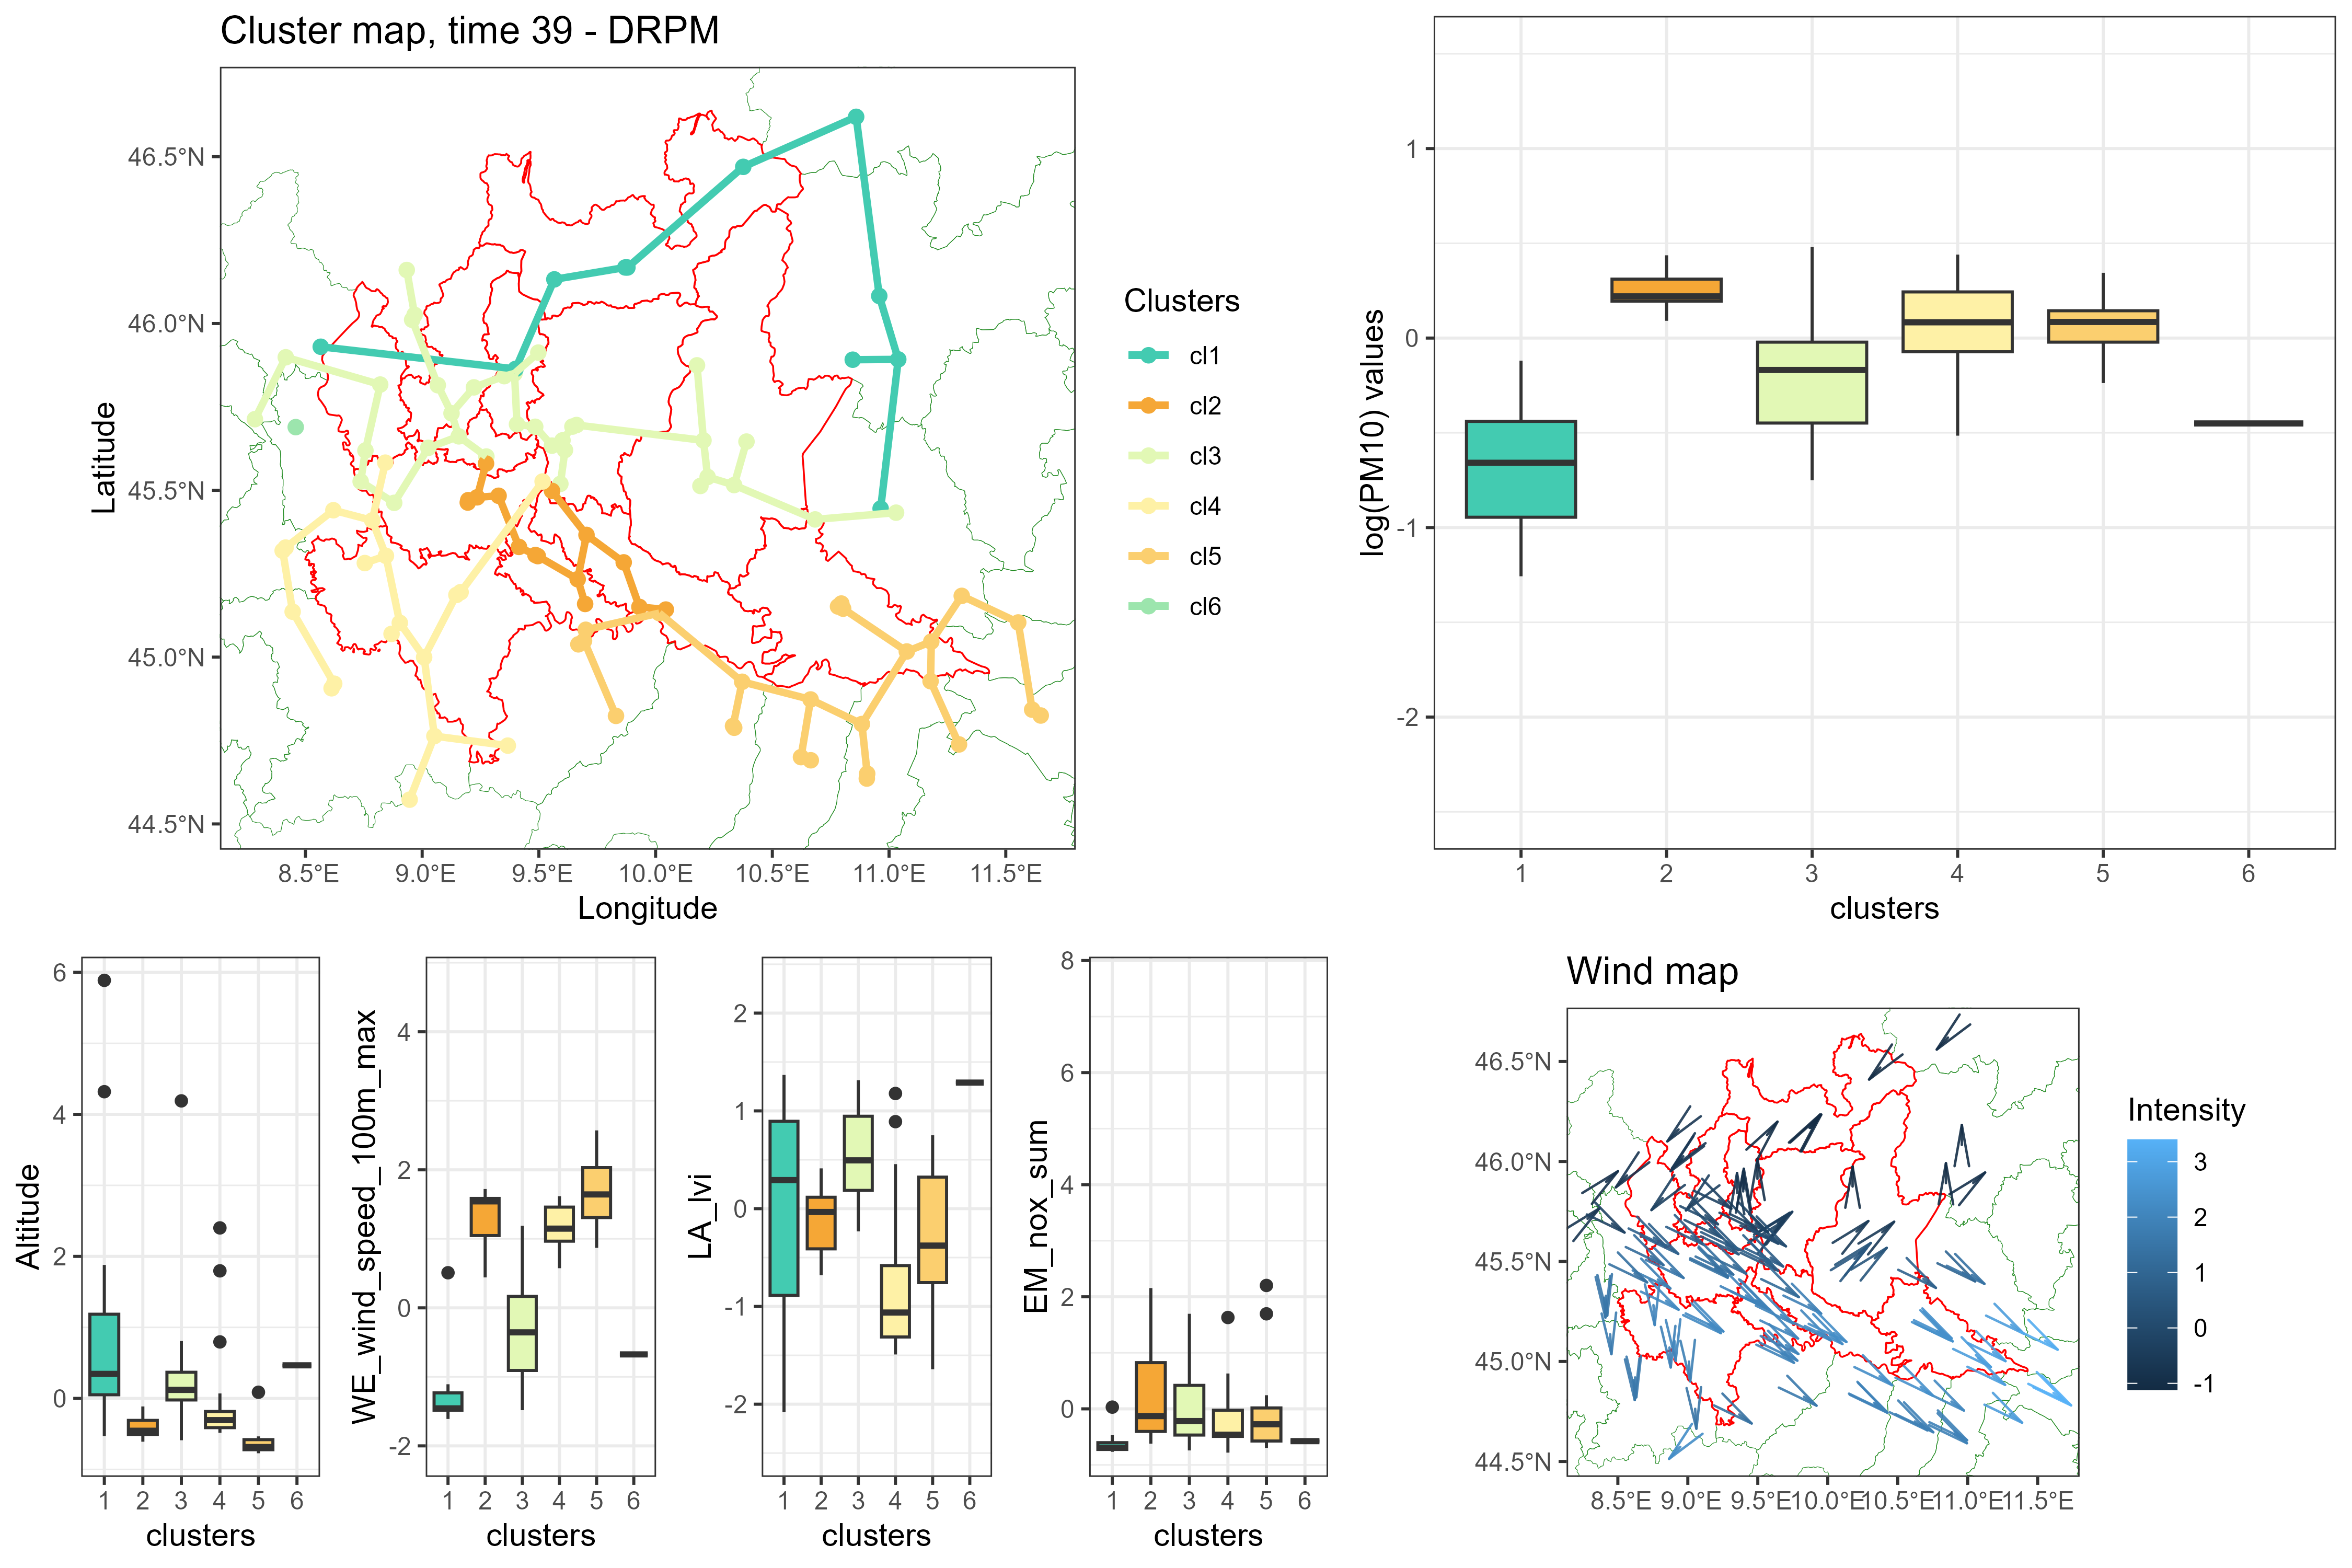 Cluster map, time 39 - DRPM
46.5°N
46.0°N
45.5°N
45.0°N
44.5°N
Latitude
8.5°E 9.0°E 9.5°E 10.0°E 10.5°E 11.0°E 11.5°E
Longitude
Clusters
cl1
cl2
cl3
cl4
cl5
cl6
log(PM10) values
1
0
-1
-2
1 2 3 4 5 6
clusters
Altitude
6
4
2
0
1 2 3 4 5 6
clusters
WE_wind_speed_100m_max
4
2
0
-2
1 2 3 4 5 6
clusters
LA_lvi
2
1
0
-1
-2
1 2 3 4 5 6
clusters
EM_nox_sum
8
6
4
2
0
1 2 3 4 5 6
clusters
Wind map
46.5°N
46.0°N
45.5°N
45.0°N
44.5°N
8.5°E 9.0°E 9.5°E 10.0°E 10.5°E 11.0°E 11.5°E
Intensity
3
2
1
0
-1